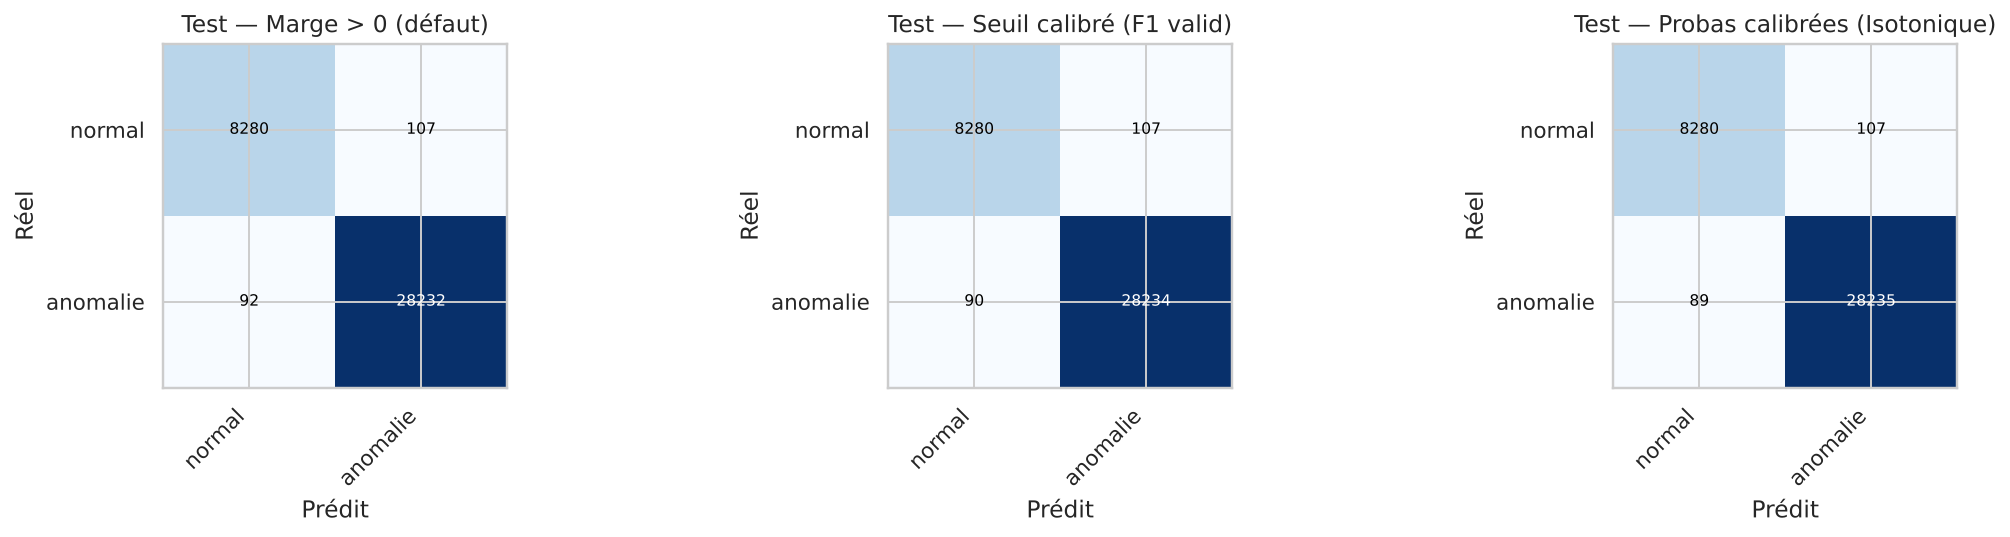 Test — Marge > 0 (défaut)
normal
8280
107
anomalie
92
28232
Réel
normal
anomalie
Prédit
Test — Seuil calibré (F1 valid)
normal
8280
107
anomalie
90
28234
Réel
normal
anomalie
Prédit
Test — Probas calibrées (Isotonique)
normal
8280
107
anomalie
89
28235
Réel
normal
anomalie
Prédit